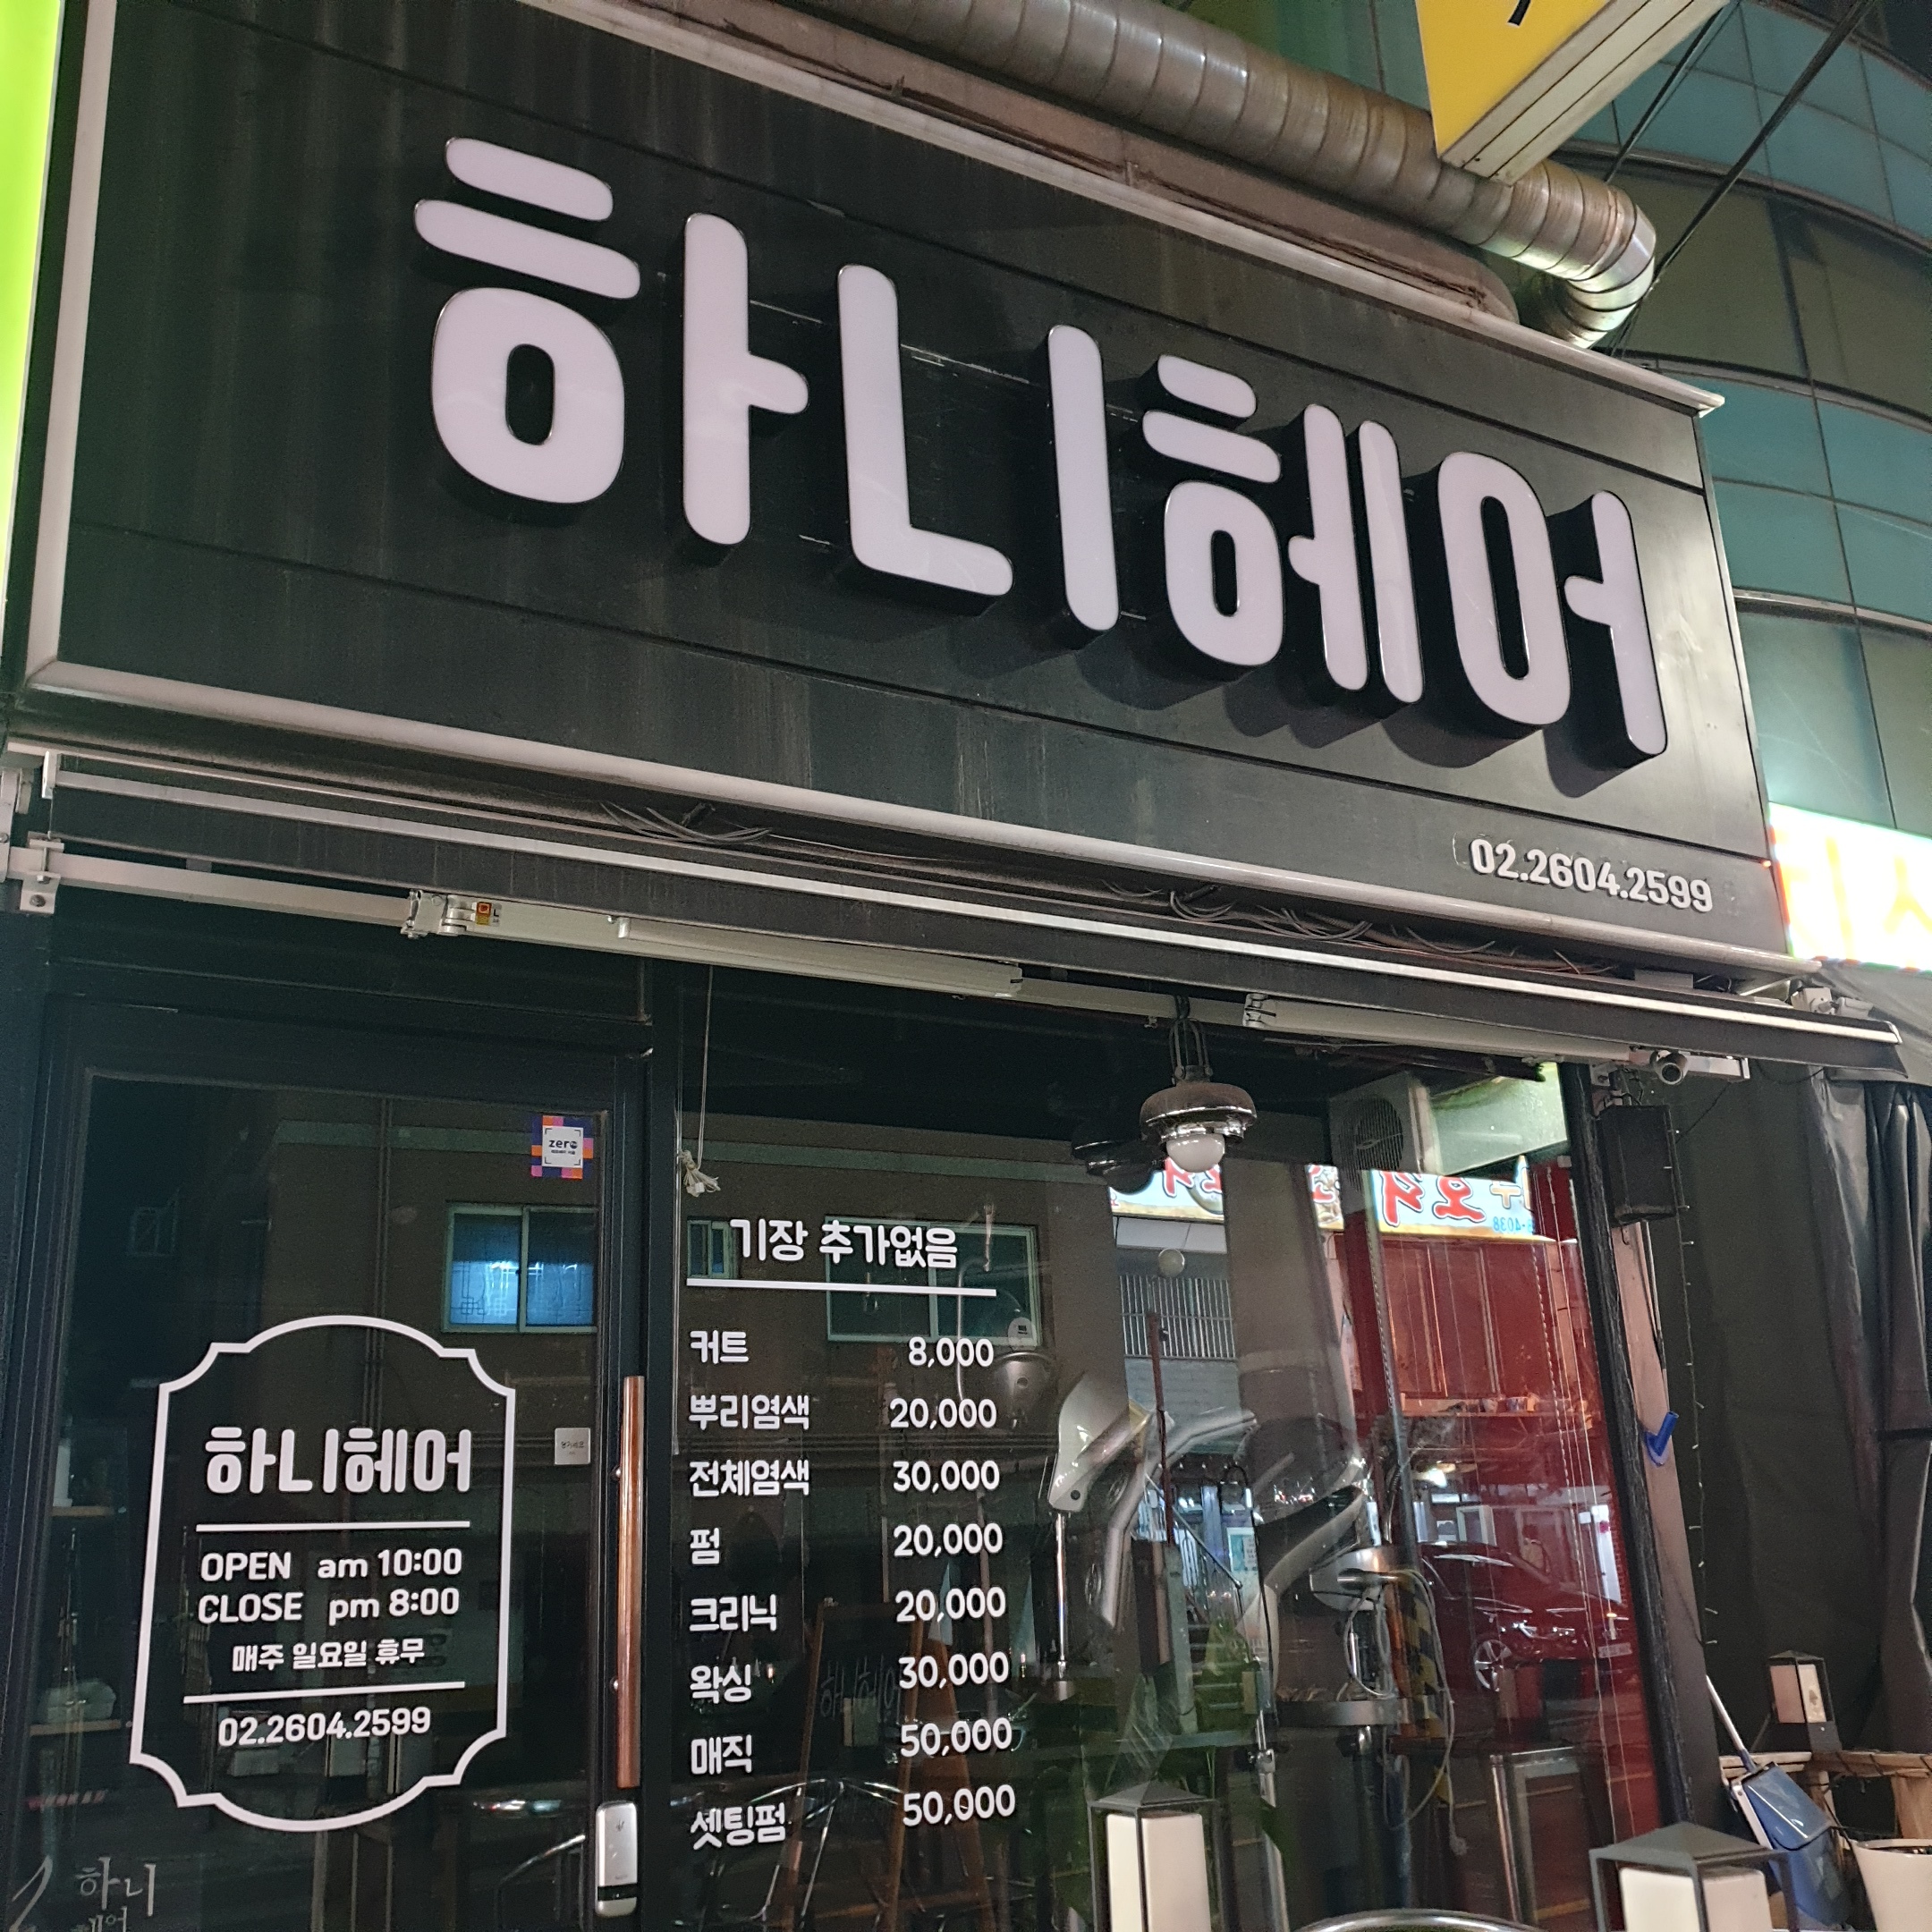 하니헤어
02.2604.2599
zero
기장 추가없음
커트 8,000
뿌리염색 20,000
전체염색 30,000
펌 20,000
크리닉 20,000
왁싱 30,000
매직 50,000
셋팅펌 50,000
하니헤어
OPEN am 10:00
CLOSE pm 8:00
매주 일요일 휴무
02.2604.2599
하니
헤어